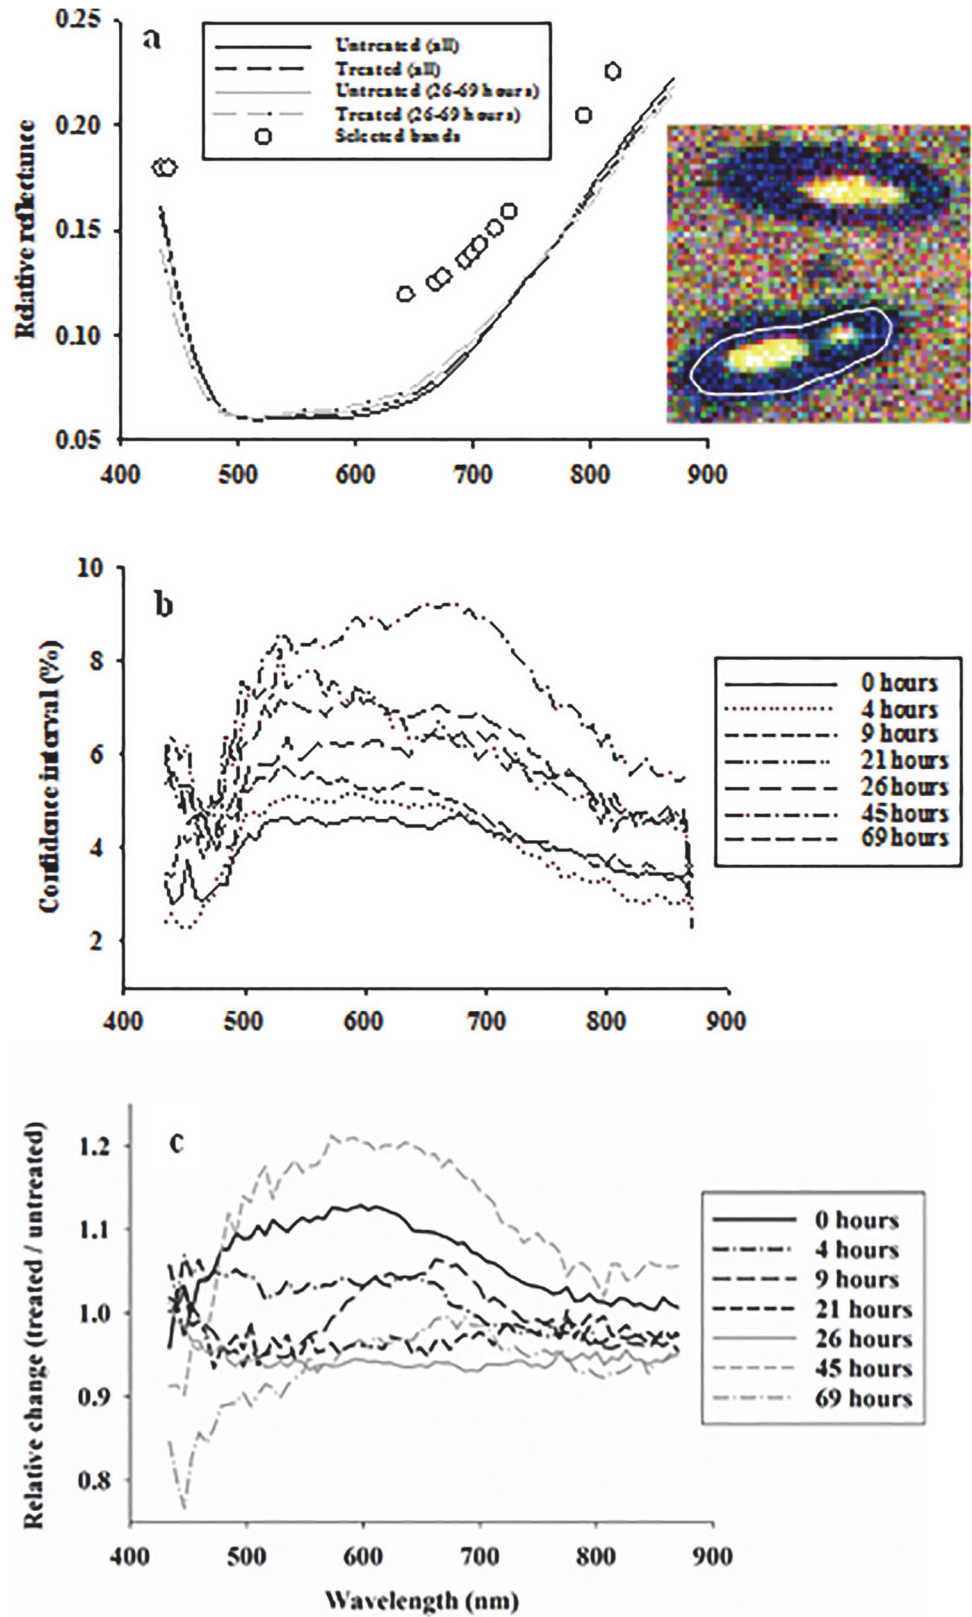 a
0.25
0.20
0.15
0.10
0.05
Relative reflectance
Untreated (all)
Treated (all)
Untreated (26-69 hours)
Treated (26-69 hours)
Selected bands
400 500 600 700 800 900
b
10
8
6
4
2
Confidence interval (%)
0 hours
4 hours
9 hours
21 hours
26 hours
45 hours
69 hours
400 500 600 700 800 900
c
1.2
1.1
1.0
0.9
0.8
Relative change (treated / untreated)
0 hours
4 hours
9 hours
21 hours
26 hours
45 hours
69 hours
400 500 600 700 800 900
Wavelength (nm)